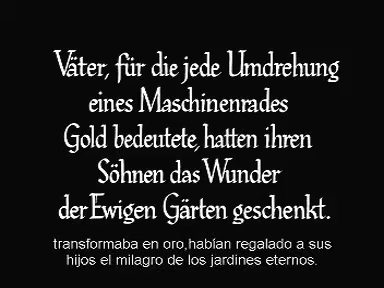 Väter, für die jede Umdrehung
eines Maschinenrades
Gold bedeutete, hatten ihren
Söhnen das Wunder
der Ewigen Gärten geschenkt.
transformaba en oro,habían regalado a sus
hijos el milagro de los jardines eternos.